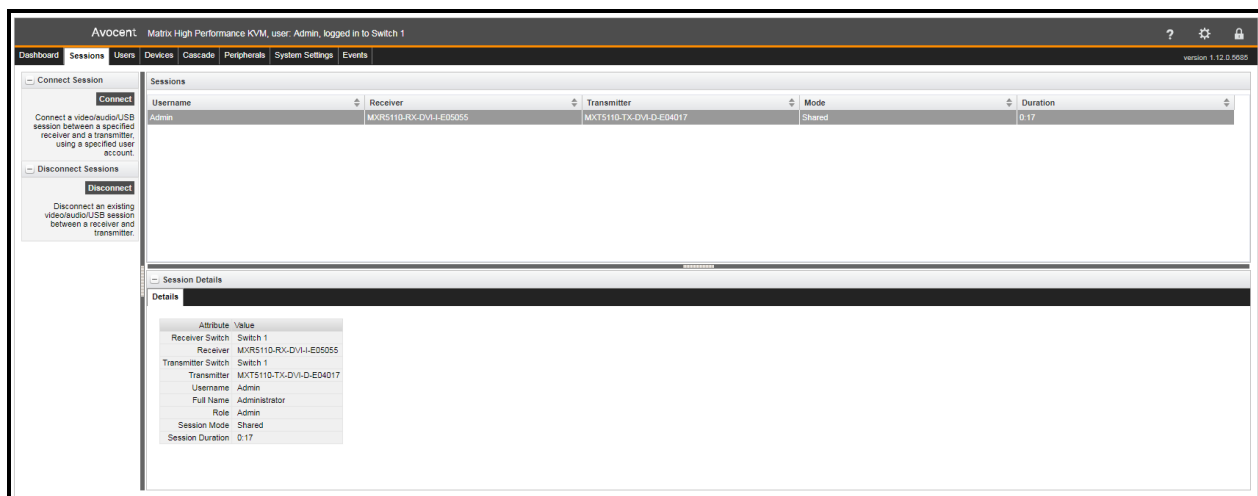 Avocent Matrix High Performance KVM, user: Admin, logged in to Switch 1 ?
Dashboard Sessions Users Devices Cascade Peripherals System Settings Events version 1.12.0.5685
Connect Session
Connect
Connect a video/audio/USB
session between a specified
receiver and a transmitter,
using a specified user
account.
Disconnect Sessions
Disconnect
Disconnect an existing
video/audio/USB session
between a receiver and
transmitter.
Sessions
Username Receiver Transmitter Mode Duration
Admin MXR5110-RX-DVI-I-E05055 MXT5110-TX-DVI-D-E04017 Shared 0:17
Session Details
Details
Attribute Value
Receiver Switch Switch 1
Receiver MXR5110-RX-DVI-I-E05055
Transmitter Switch Switch 1
Transmitter MXT5110-TX-DVI-D-E04017
Username Admin
Full Name Administrator
Role Admin
Session Mode Shared
Session Duration 0:17